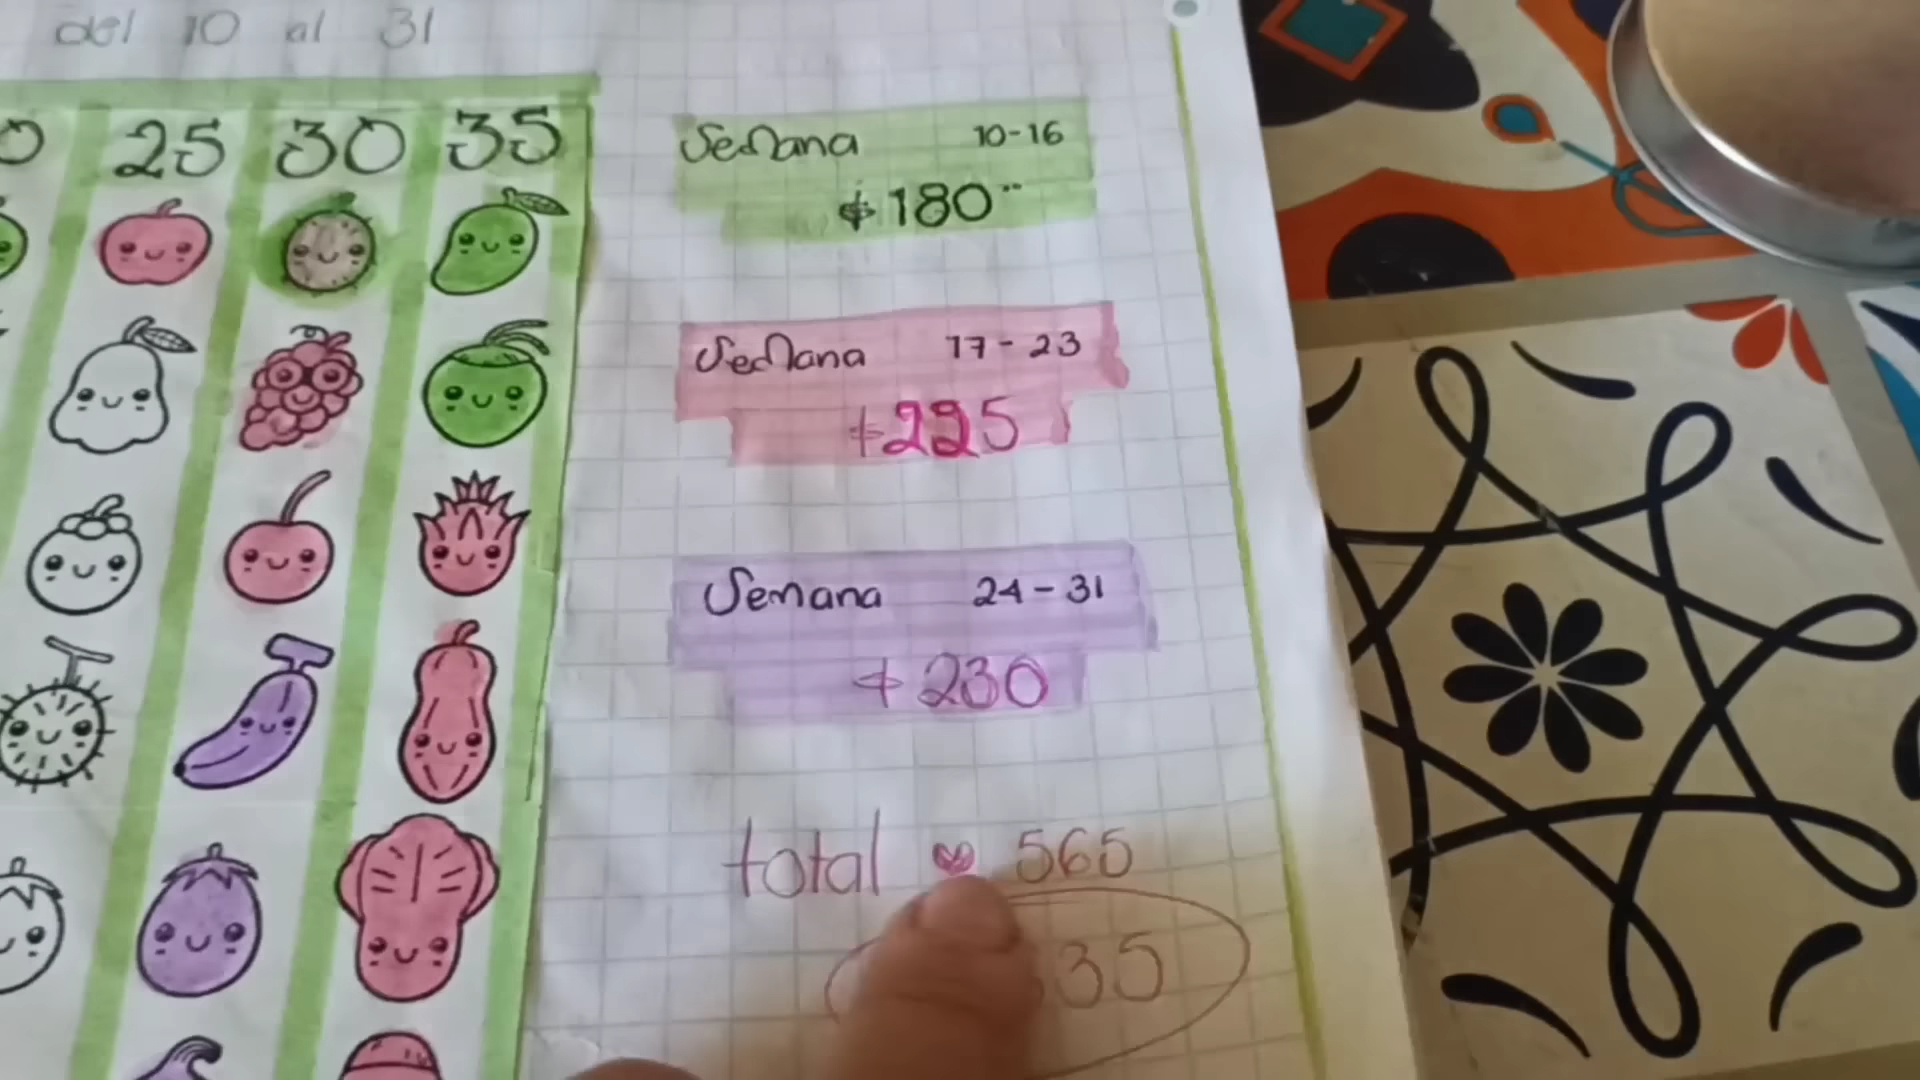 del 10 al 31
25 30 35
Semana 10-16
$180
Semana 17-23
$225
Semana 24-31
$230
total 565
35